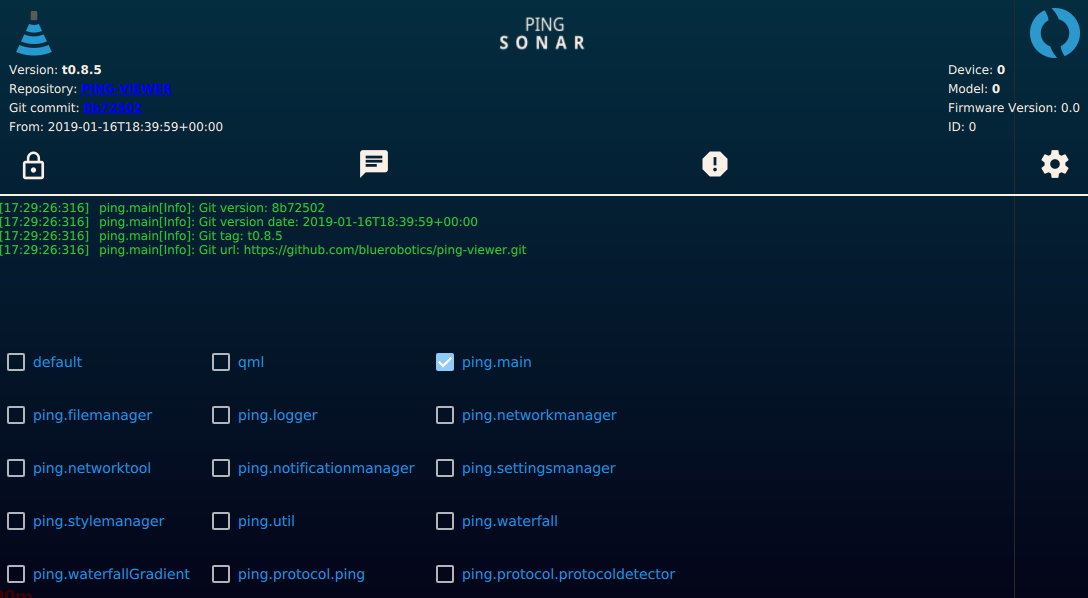 PING
SONAR
Version: t0.8.5
Repository: PING-VIEWER
Git commit: 8b72502
From: 2019-01-16T18:39:59+00:00
Device: 0
Model: 0
Firmware Version: 0.0
ID: 0
[17:29:26:316] ping.main[Info]: Git version: 8b72502
[17:29:26:316] ping.main[Info]: Git version date: 2019-01-16T18:39:59+00:00
[17:29:26:316] ping.main[Info]: Git tag: t0.8.5
[17:29:26:316] ping.main[Info]: Git url: https://github.com/bluerobotics/ping-viewer.git
default qml ping.main
ping.filemanager ping.logger ping.networkmanager
ping.networktool ping.notificationmanager ping.settingsmanager
ping.stylemanager ping.util ping.waterfall
ping.waterfallGradient ping.protocol.ping ping.protocol.protocoldetector